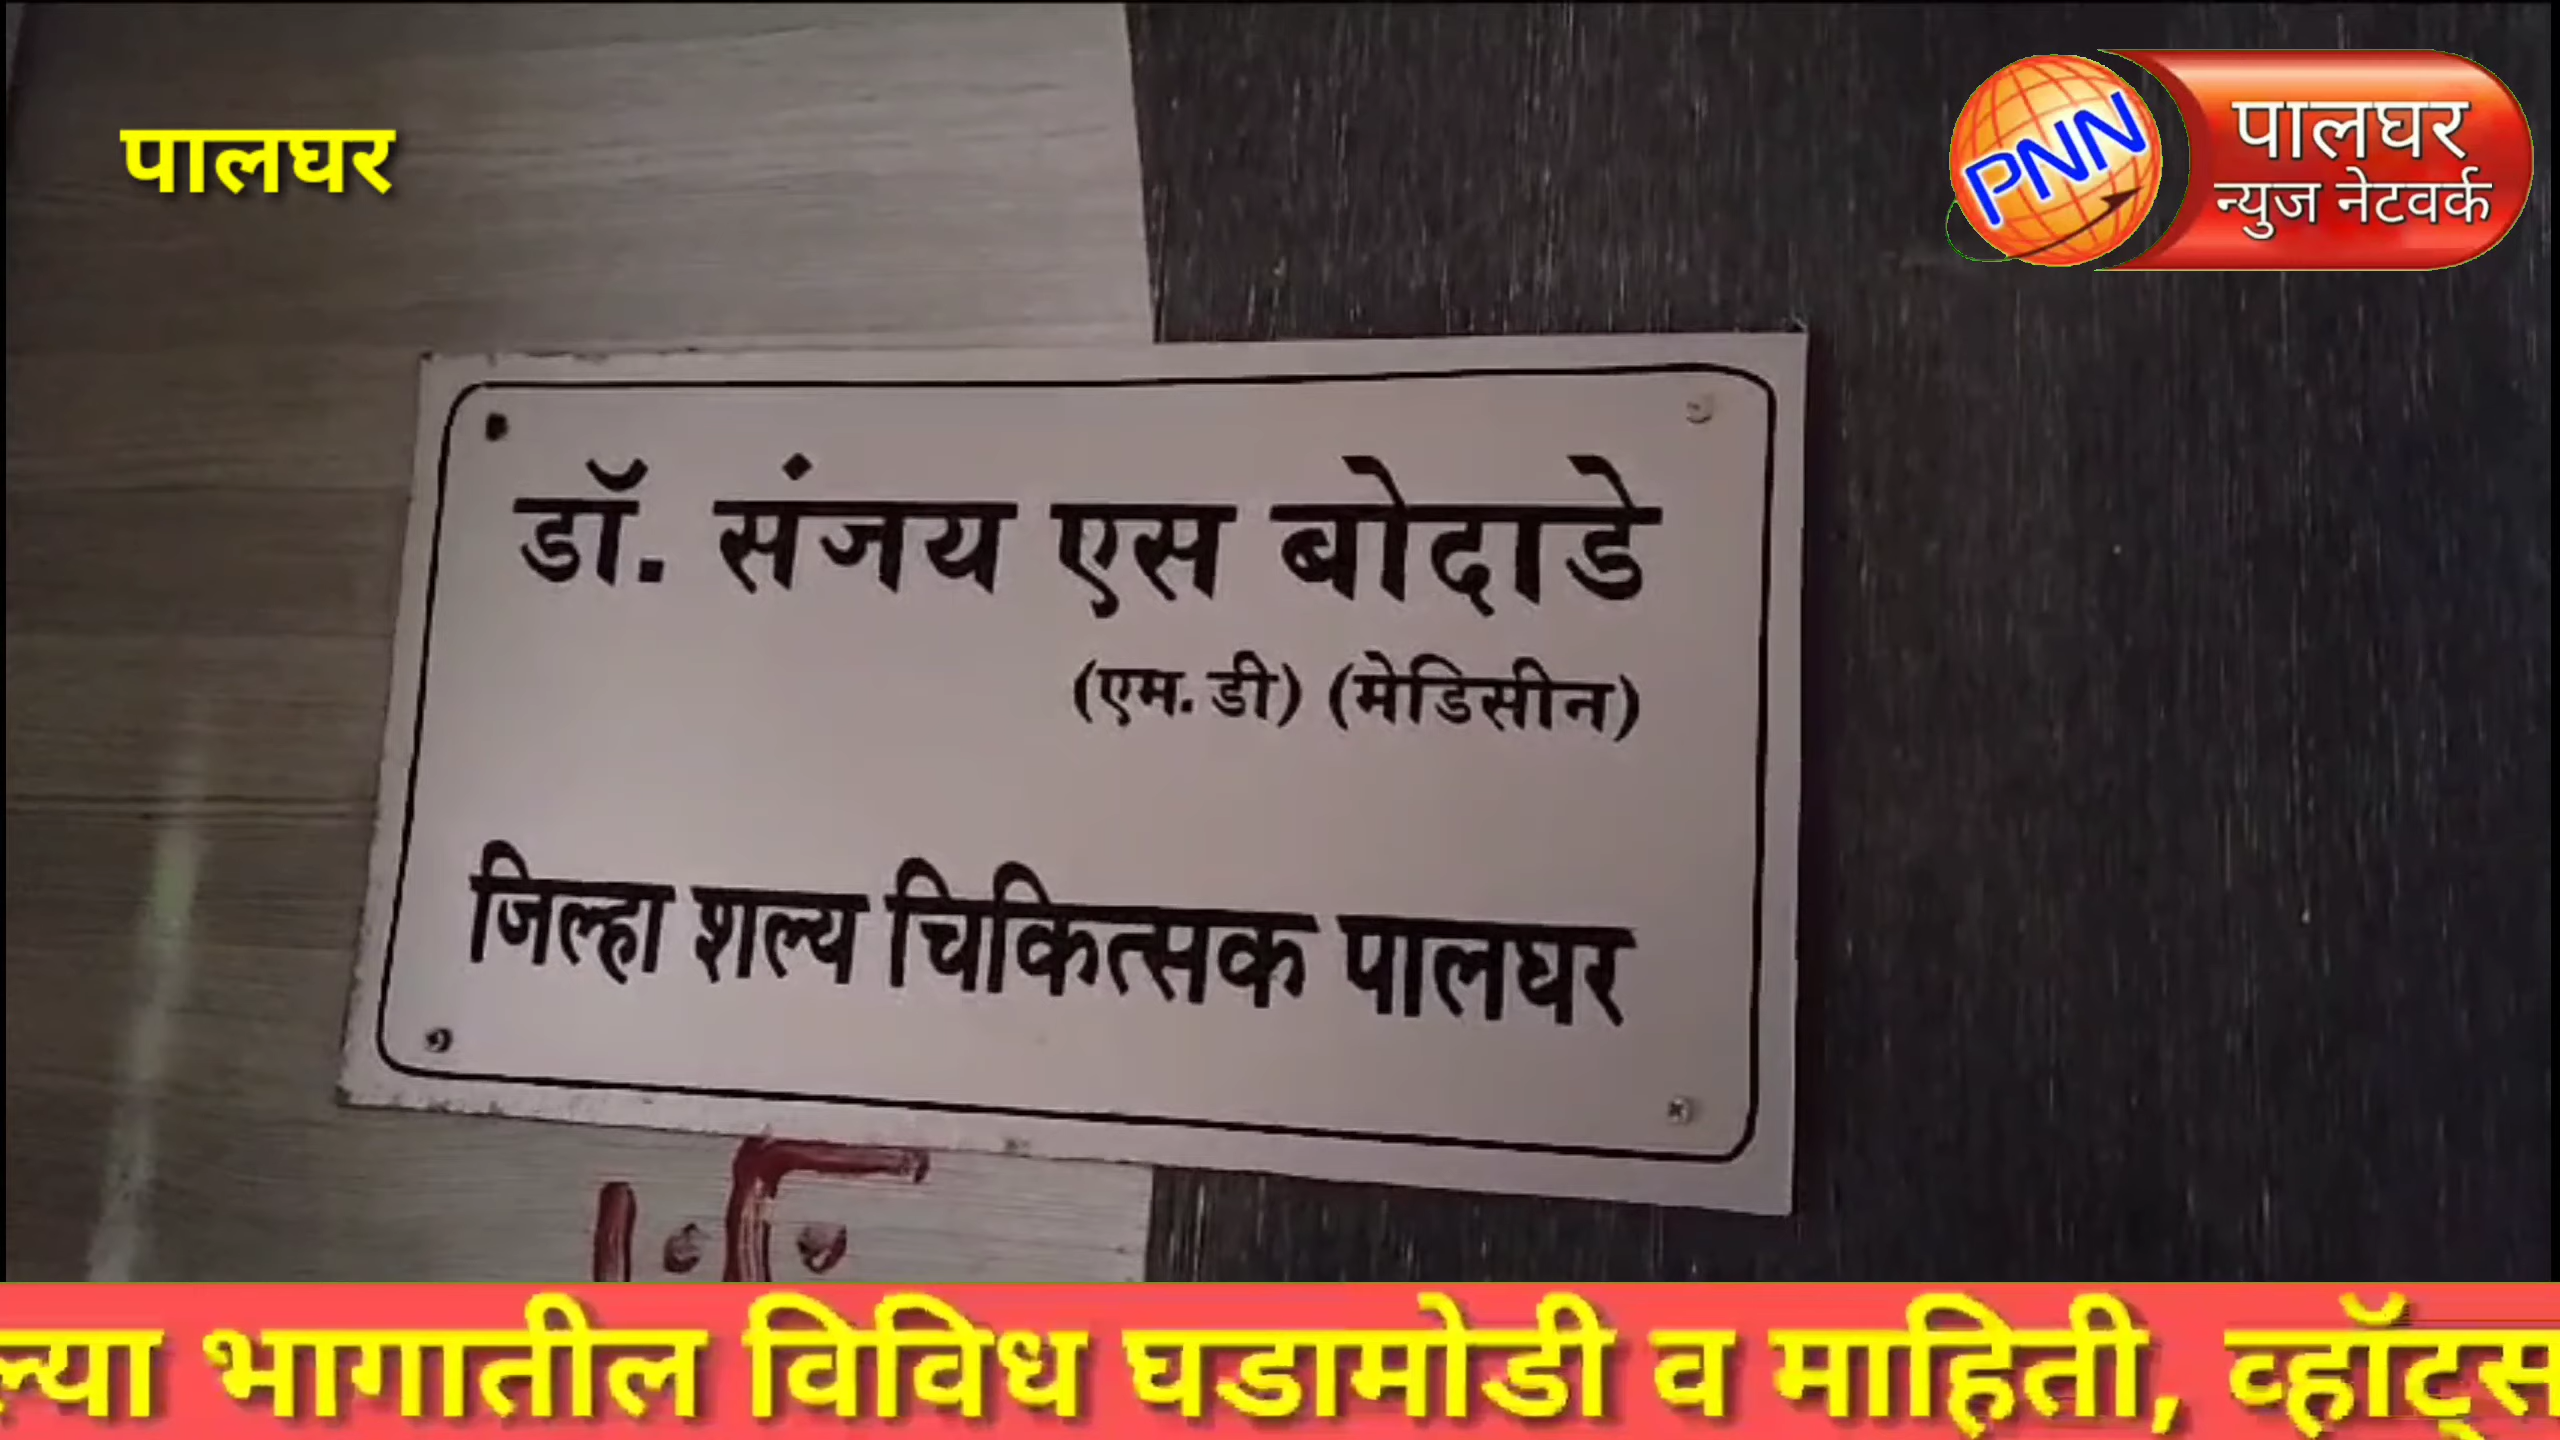 पालघर
PNN
पालघर
न्युज नेटवर्क
डॉ. संजय एस बोदाडे
(एम. डी) (मेडिसीन)
जिल्हा शल्य चिकित्सक पालघर
ल्या भागातील विविध घडामोडी व माहिती, व्हॉट्स